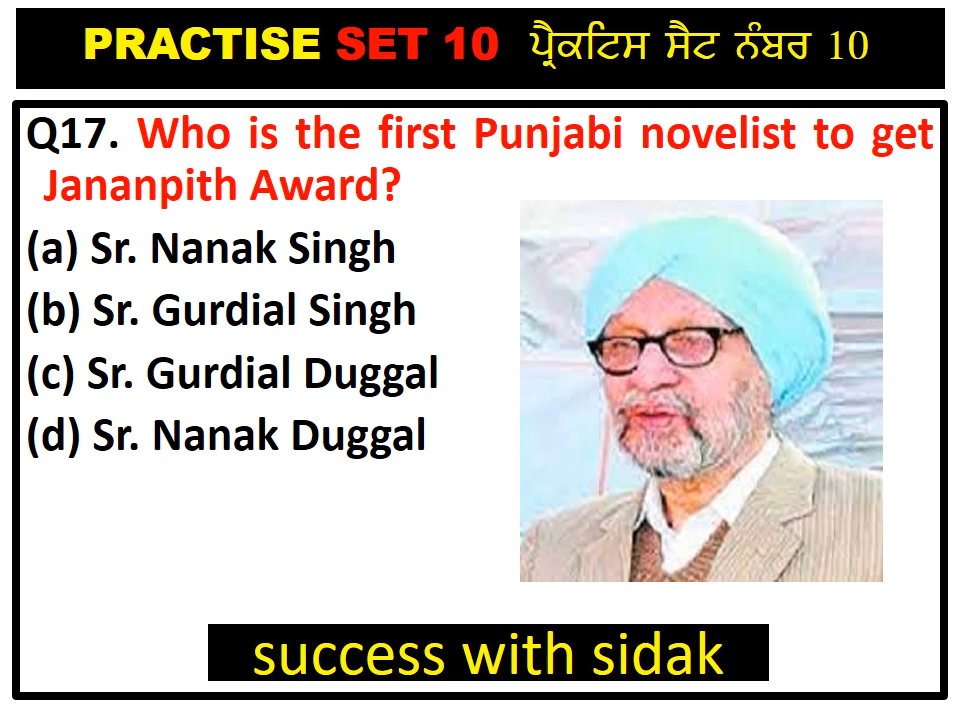 PRACTISE SET 10 ਪ੍ਰੈਕਟਿਸ ਸੈਟ ਨੰਬਰ 10
Q17. Who is the first Punjabi novelist to get
Jananpith Award?
(a) Sr. Nanak Singh
(b) Sr. Gurdial Singh
(c) Sr. Gurdial Duggal
(d) Sr. Nanak Duggal
success with sidak